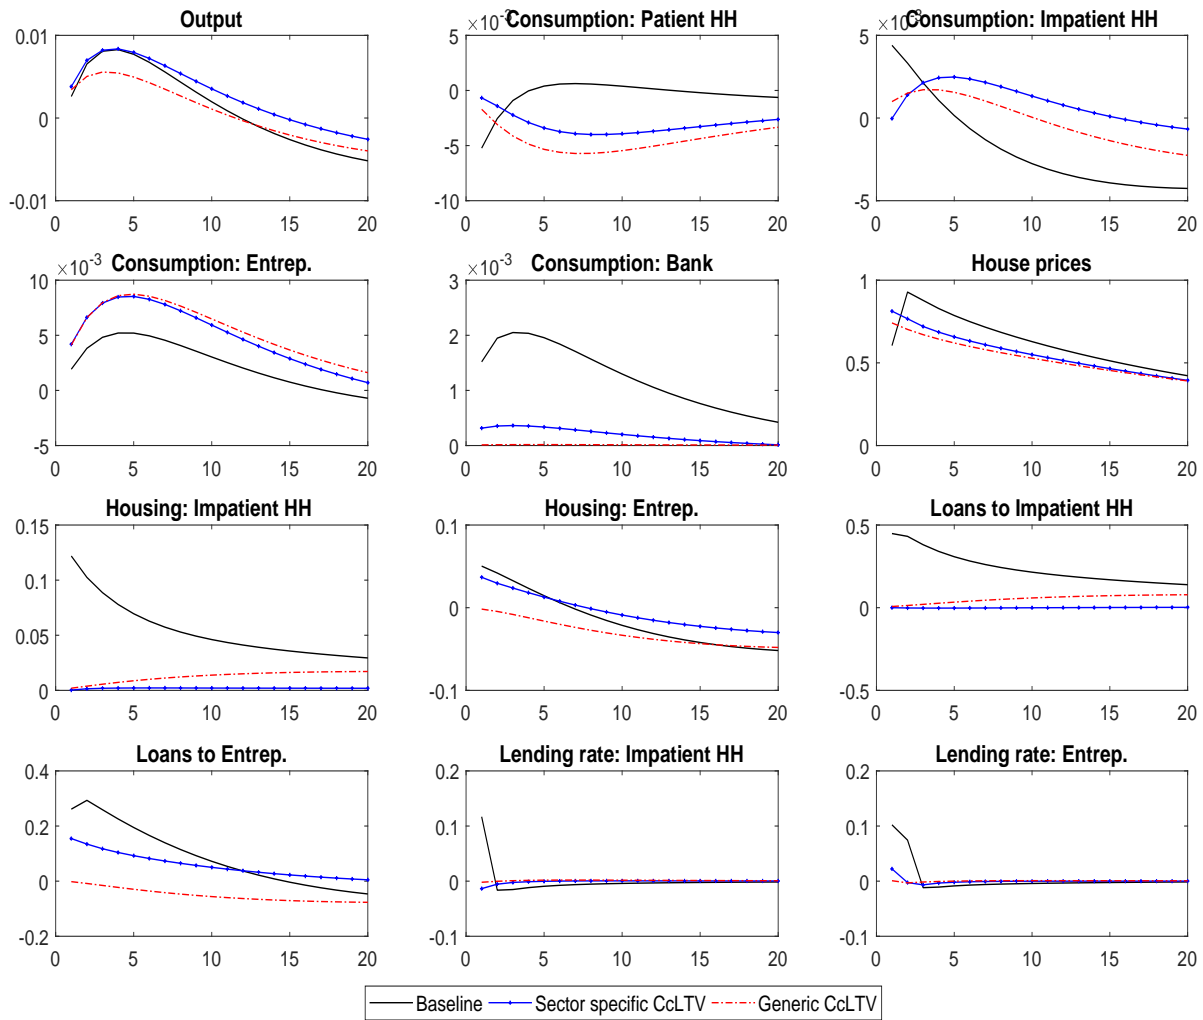 Output
Consumption: Patient HH
Consumption: Impatient HH
0.01
0
-0.01
0 5 10 15 20
×10⁻³
5
0
-5
-10
0 5 10 15 20
×10⁻³
5
0
-5
0 5 10 15 20
Consumption: Entrep.
Consumption: Bank
House prices
×10⁻³
10
5
0
-5
0 5 10 15 20
×10⁻³
3
2
1
0
0 5 10 15 20
1
0.5
0
0 5 10 15 20
Housing: Impatient HH
Housing: Entrep.
Loans to Impatient HH
0.15
0.1
0.05
0
0 5 10 15 20
0.1
0
-0.1
0 5 10 15 20
0.5
0
-0.5
0 5 10 15 20
Loans to Entrep.
Lending rate: Impatient HH
Lending rate: Entrep.
0.4
0.2
0
-0.2
0 5 10 15 20
0.2
0.1
0
-0.1
0 5 10 15 20
0.2
0.1
0
-0.1
0 5 10 15 20
Baseline Sector specific CcLTV Generic CcLTV